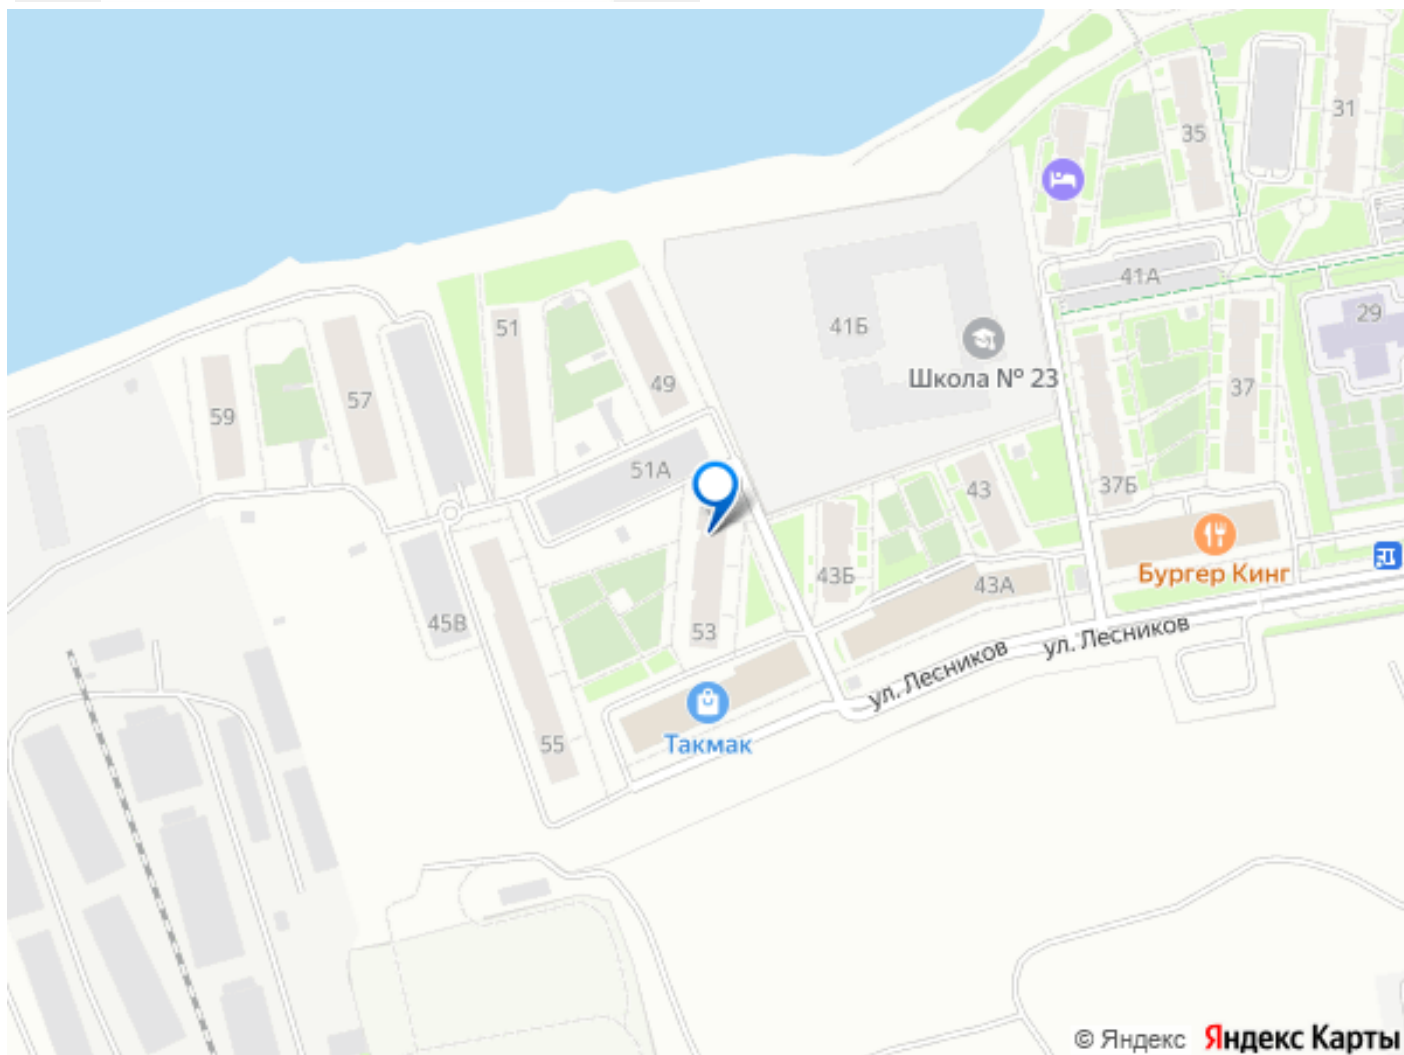 31
35
41А
29
51
41Б
49
Школа № 23
57
59
37
51А
43
37Б
43Б
Бургер Кинг
43А
45В
53
ул. Лесников
ул. Лесников
55
Такмак
© Яндекс Яндекс Карты